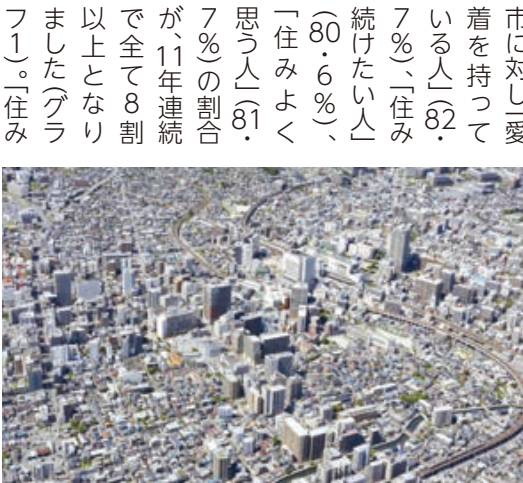 市に対し「愛
着を持って
いる人」(82・
7%)、「住み
続けたい人」
(80・6%)、
「住みよく
思う人」(81・
7%)の割合
が、11年連続
で全て8割
以上となり
ました(グラ
フ1)。「住み